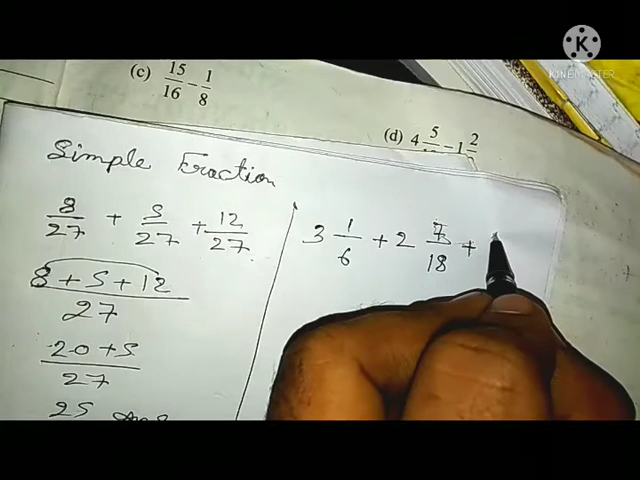 KINEMASTER
(c) 15/16 - 1/8
(d) 4 5/ - 1 2/
Simple Fraction
8/27 + 5/27 + 12/27
8 + 5 + 12 / 27
20 + 5 / 27
25 Ans
3 1/6 + 2 7/18 +